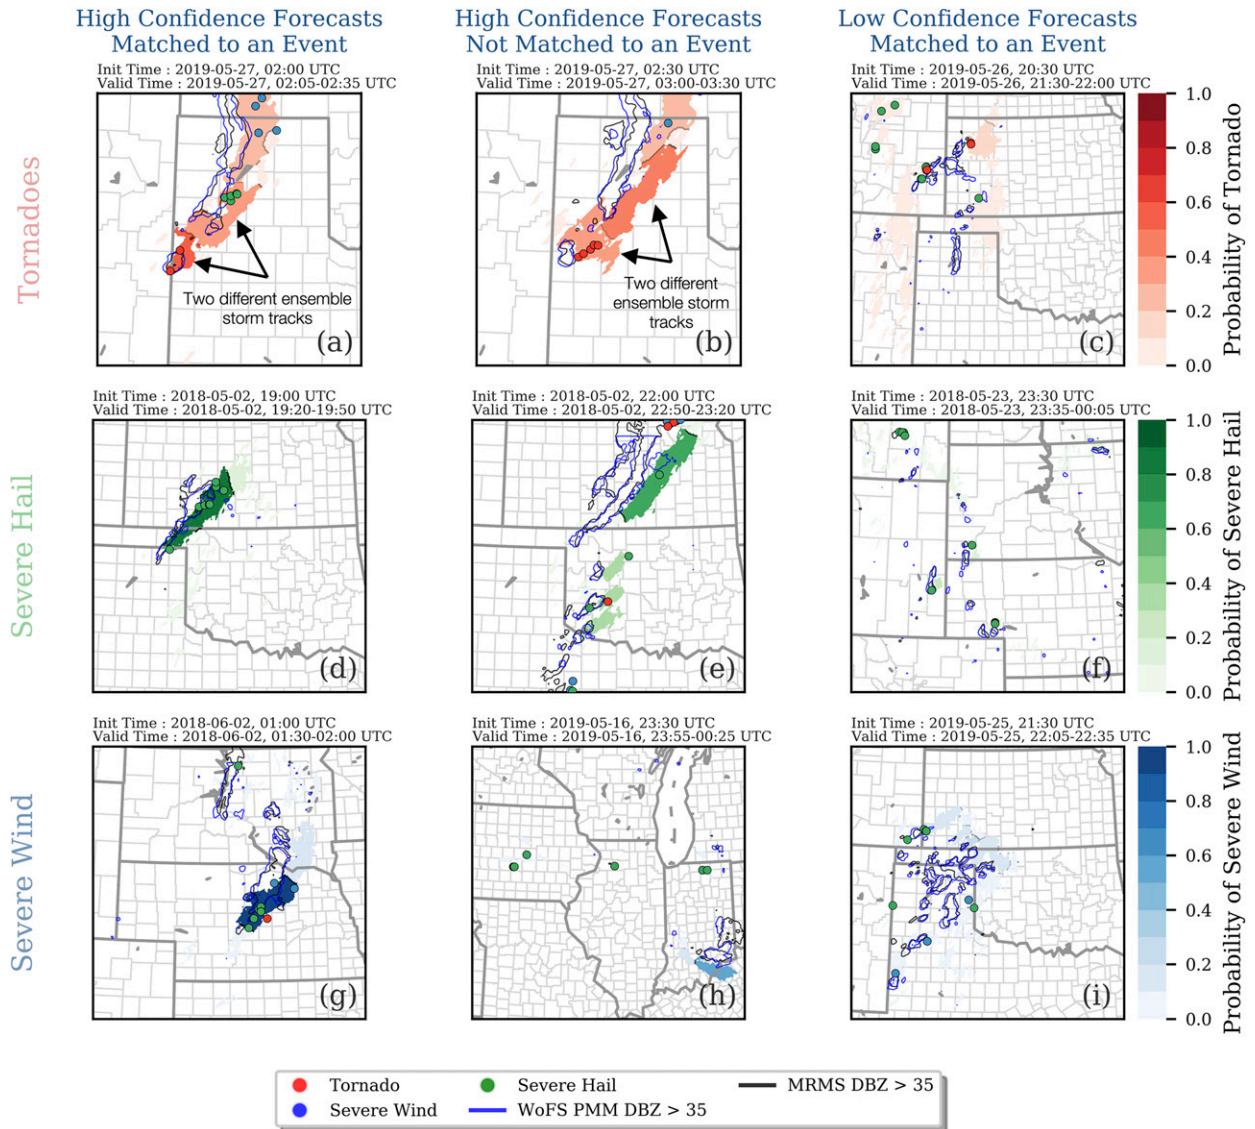 High Confidence Forecasts
Matched to an Event
High Confidence Forecasts
Not Matched to an Event
Low Confidence Forecasts
Matched to an Event
Tornadoes
Init Time : 2019-05-27, 02:00 UTC
Valid Time : 2019-05-27, 02:05-02:35 UTC
Two different ensemble
storm tracks
(a)
Init Time : 2019-05-27, 02:30 UTC
Valid Time : 2019-05-27, 03:00-03:30 UTC
Two different
ensemble storm
tracks
(b)
Init Time : 2019-05-26, 20:30 UTC
Valid Time : 2019-05-26, 21:30-22:00 UTC
(c)
1.0
0.8
0.6
0.4
0.2
0.0
Probability of Tornado
Severe Hail
Init Time : 2018-05-02, 19:00 UTC
Valid Time : 2018-05-02, 19:20-19:50 UTC
(d)
Init Time : 2018-05-02, 22:00 UTC
Valid Time : 2018-05-02, 22:50-23:20 UTC
(e)
Init Time : 2018-05-23, 23:30 UTC
Valid Time : 2018-05-23, 23:35-00:05 UTC
(f)
1.0
0.8
0.6
0.4
0.2
0.0
Probability of Severe Hail
Severe Wind
Init Time : 2018-06-02, 01:00 UTC
Valid Time : 2018-06-02, 01:30-02:00 UTC
(g)
Init Time : 2019-05-16, 23:30 UTC
Valid Time : 2019-05-16, 23:55-00:25 UTC
(h)
Init Time : 2019-05-25, 21:30 UTC
Valid Time : 2019-05-25, 22:05-22:35 UTC
(i)
1.0
0.8
0.6
0.4
0.2
0.0
Probability of Severe Wind
Tornado
Severe Hail
MRMS DBZ > 35
Severe Wind
WoFS PMM DBZ > 35